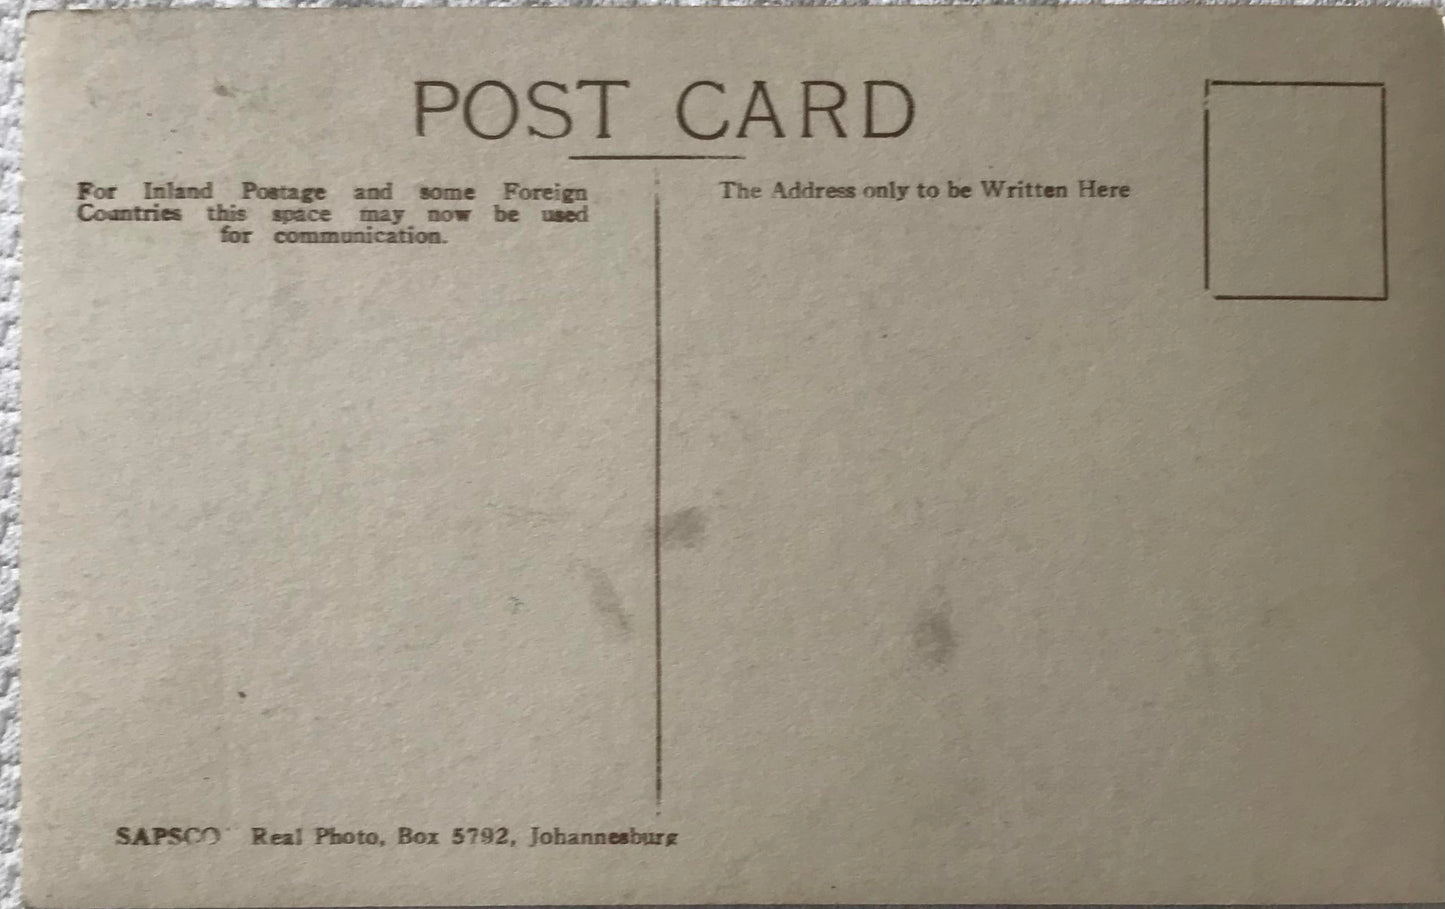 POST CARD
For Inland Postage and some Foreign
Countries this space may now be used
for communication.
The Address only to be Written Here
SAPSCO Real Photo, Box 5792, Johannesburg